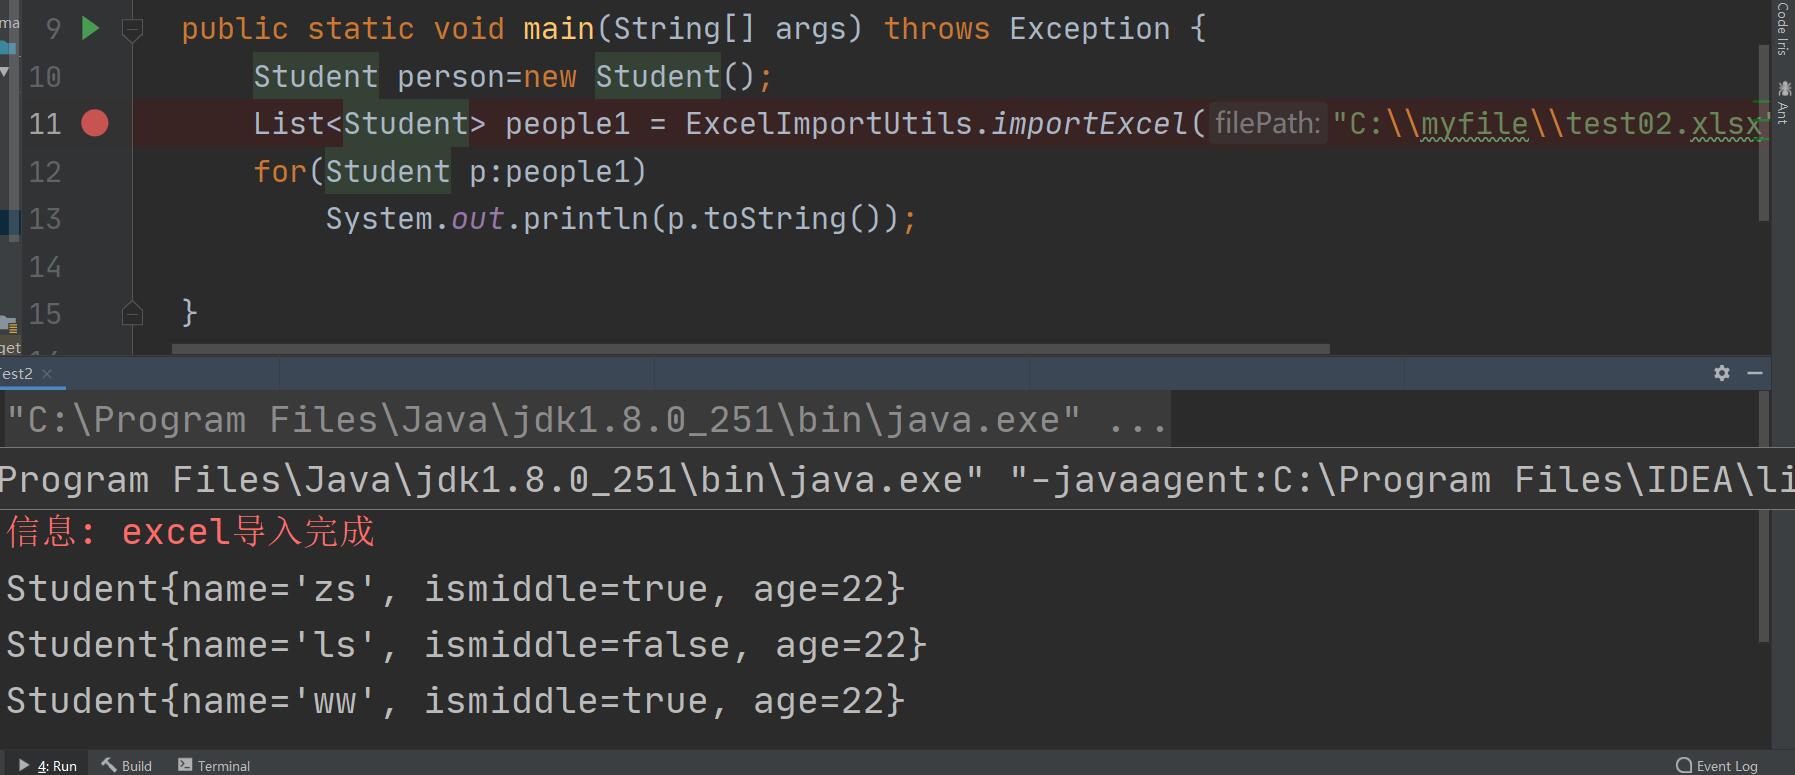 ma
9 public static void main(String[] args) throws Exception {
10 Student person=new Student();
11 List<Student> people1 = ExcelImportUtils.importExcel( filePath: "C:\\myfile\\test02.xlsx"
12 for(Student p:people1)
13 System.out.println(p.toString());
14
15 }
get
Code Iris
Ant
Test2
"C:\Program Files\Java\jdk1.8.0_251\bin\java.exe" ...
Program Files\Java\jdk1.8.0_251\bin\java.exe" "-javaagent:C:\Program Files\IDEA\li
信息: excel导入完成
Student{name='zs', ismiddle=true, age=22}
Student{name='ls', ismiddle=false, age=22}
Student{name='ww', ismiddle=true, age=22}
4: Run Build Terminal Event Log